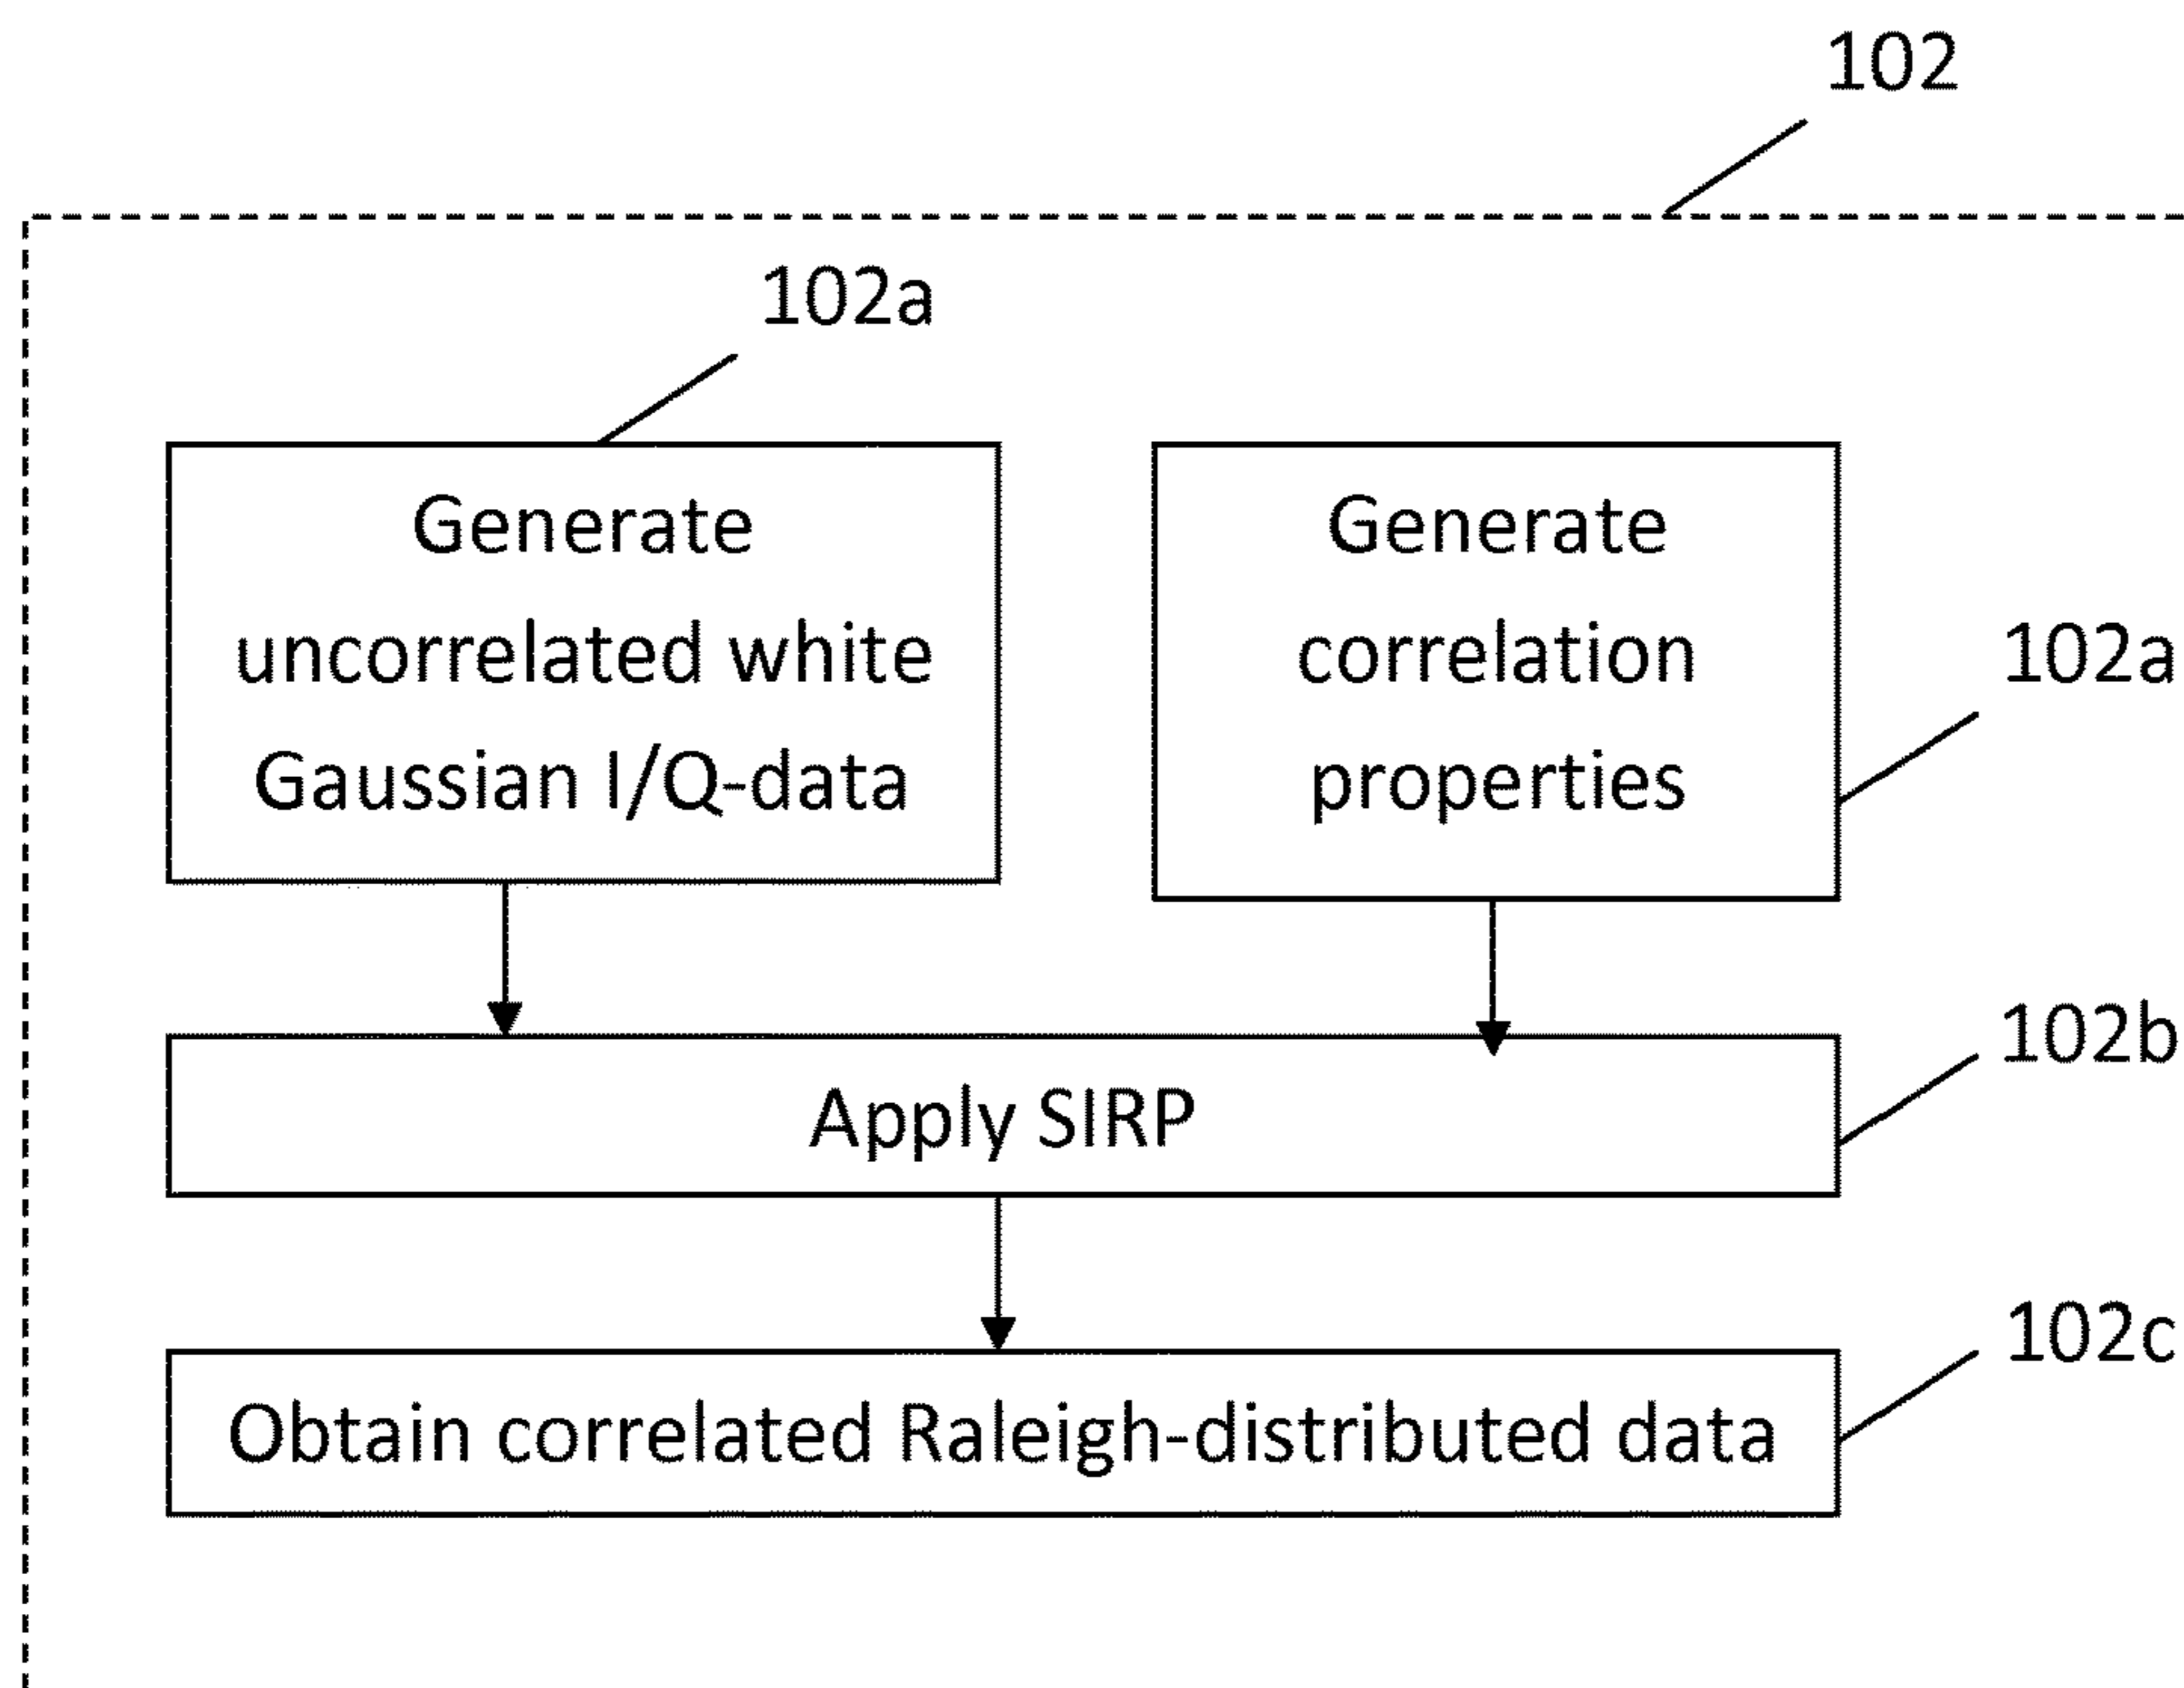 102
102a
Generate
uncorrelated white
Gaussian I/Q-data
Generate
correlation
properties
102a
102b
Apply SIRP
102c
Obtain correlated Raleigh-distributed data